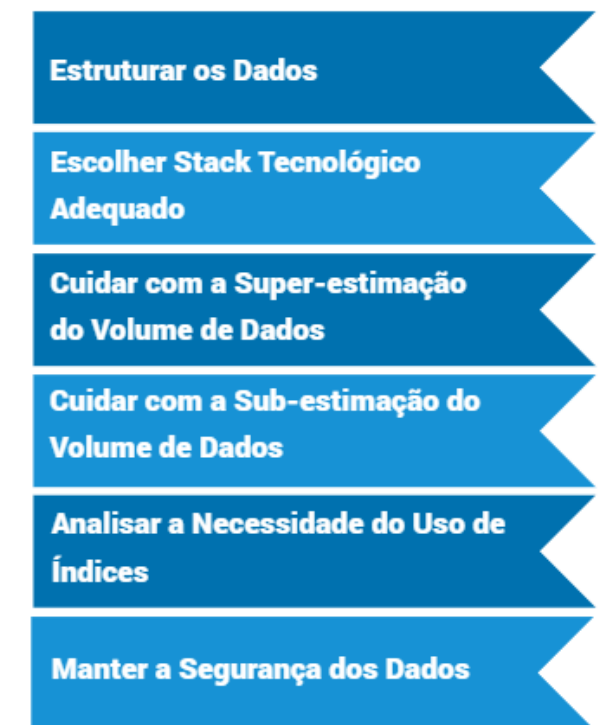 Estruturar os Dados
Escolher Stack Tecnológico
Adequado
Cuidar com a Super-estimação
do Volume de Dados
Cuidar com a Sub-estimação do
Volume de Dados
Analisar a Necessidade do Uso de
Índices
Manter a Segurança dos Dados